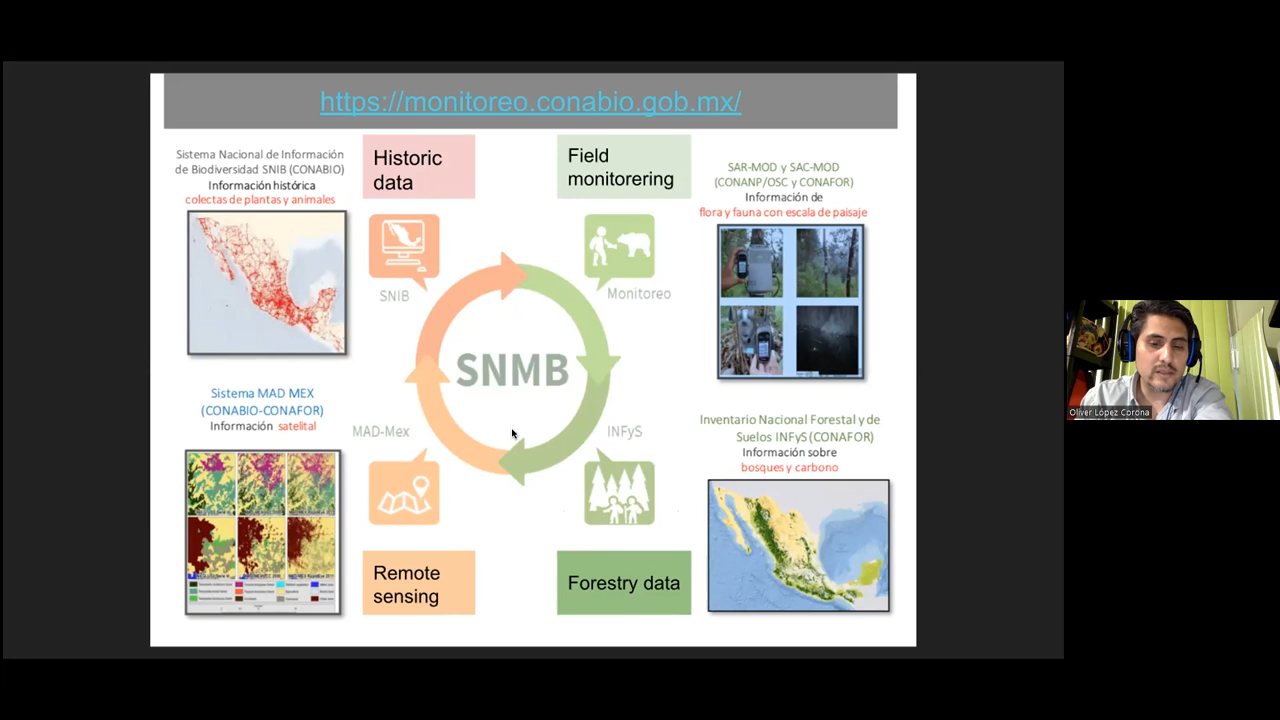 https://monitoreo.conabio.gob.mx/
Sistema Nacional de Información
de Biodiversidad SNIB (CONABIO)
Información histórica
colectas de plantas y animales
Historic
data
Field
monitorering
SAR-MOD y SAC-MOD
(CONANP/OSC y CONAFOR)
Información de
flora y fauna con escala de paisaje
SNIB
Monitoreo
SNMB
Sistema MAD MEX
(CONABIO-CONAFOR)
Información satelital
MAD-Mex
INFyS
Inventario Nacional Forestal y de
Suelos INFyS (CONAFOR)
Información sobre
bosques y carbono
Remote
sensing
Forestry data
Oliver López Corona